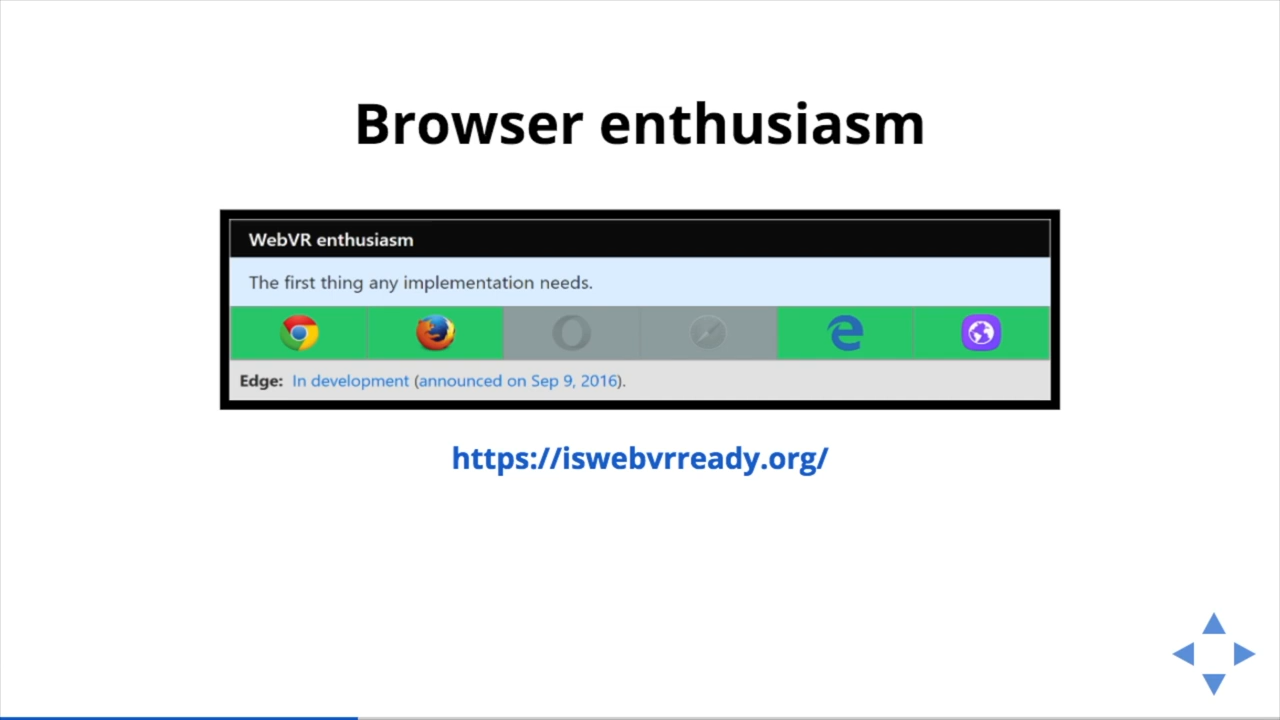 Browser enthusiasm
WebVR enthusiasm
The first thing any implementation needs.
Edge: In development (announced on Sep 9, 2016).
https://iswebvrready.org/